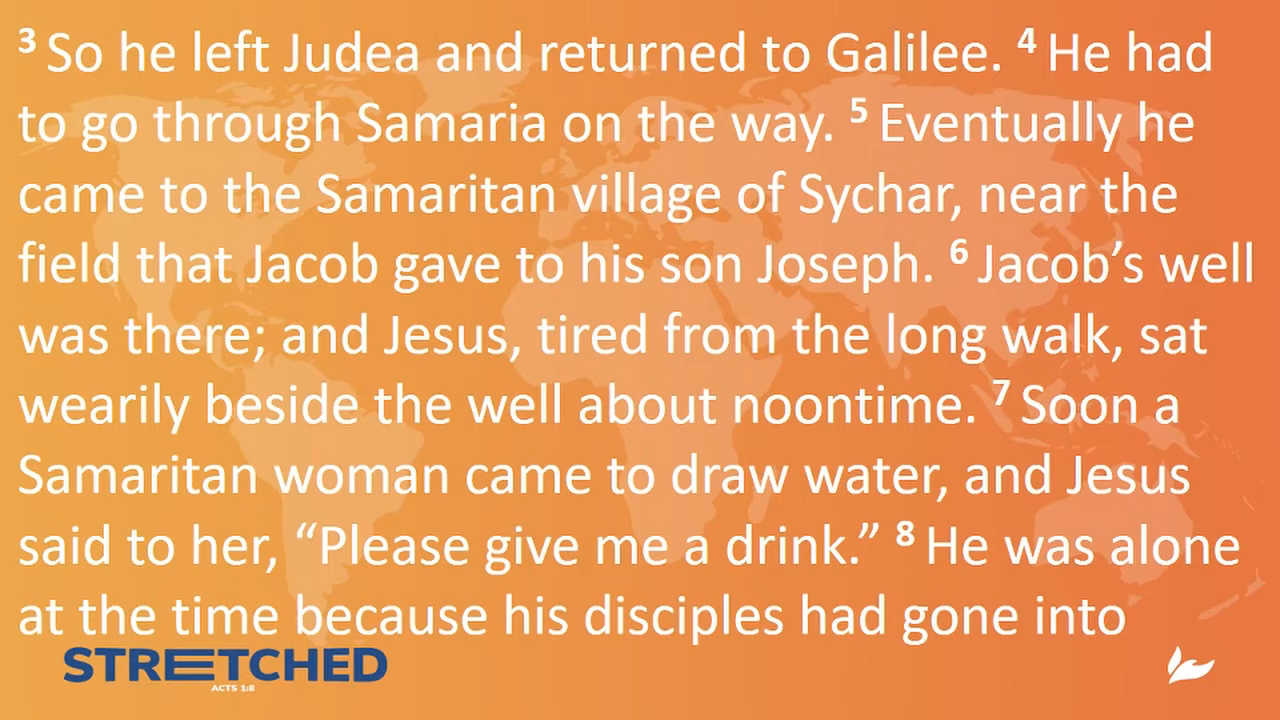 3 So he left Judea and returned to Galilee. 4 He had
to go through Samaria on the way. 5 Eventually he
came to the Samaritan village of Sychar, near the
field that Jacob gave to his son Joseph. 6 Jacob’s well
was there; and Jesus, tired from the long walk, sat
wearily beside the well about noontime. 7 Soon a
Samaritan woman came to draw water, and Jesus
said to her, “Please give me a drink.” 8 He was alone
at the time because his disciples had gone into
STRETCHED
ACTS 1:8